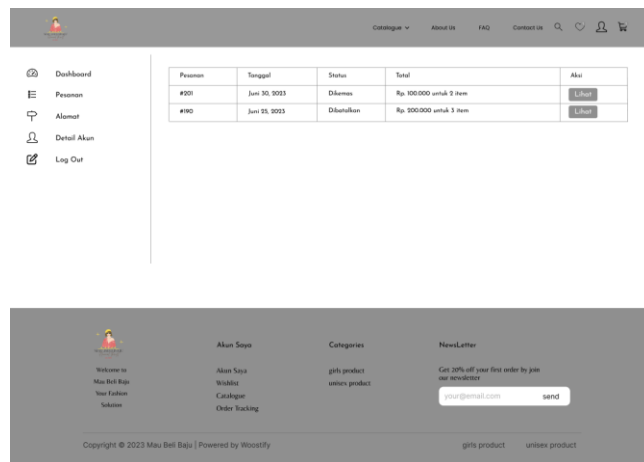 Catalogue About Us FAQ Contact Us
Dashboard
Pesanan
Alamat
Detail Akun
Log Out
Pesanan Tanggal Status Total Aksi
#201 Juni 30, 2023 Dikemas Rp. 100.000 untuk 2 item Lihat
#190 Juni 25, 2023 Dibatalkan Rp. 200.000 untuk 3 item Lihat
Welcome to
Mau Beli Baju
Your Fashion
Solution
Akun Saya
Akun Saya
Wishlist
Catalogue
Order Tracking
Categories
girls product
unisex product
NewsLetter
Get 20% off your first order by join
our newsletter
your@email.com send
Copyright © 2023 Mau Beli Baju | Powered by Woostify
girls product unisex product